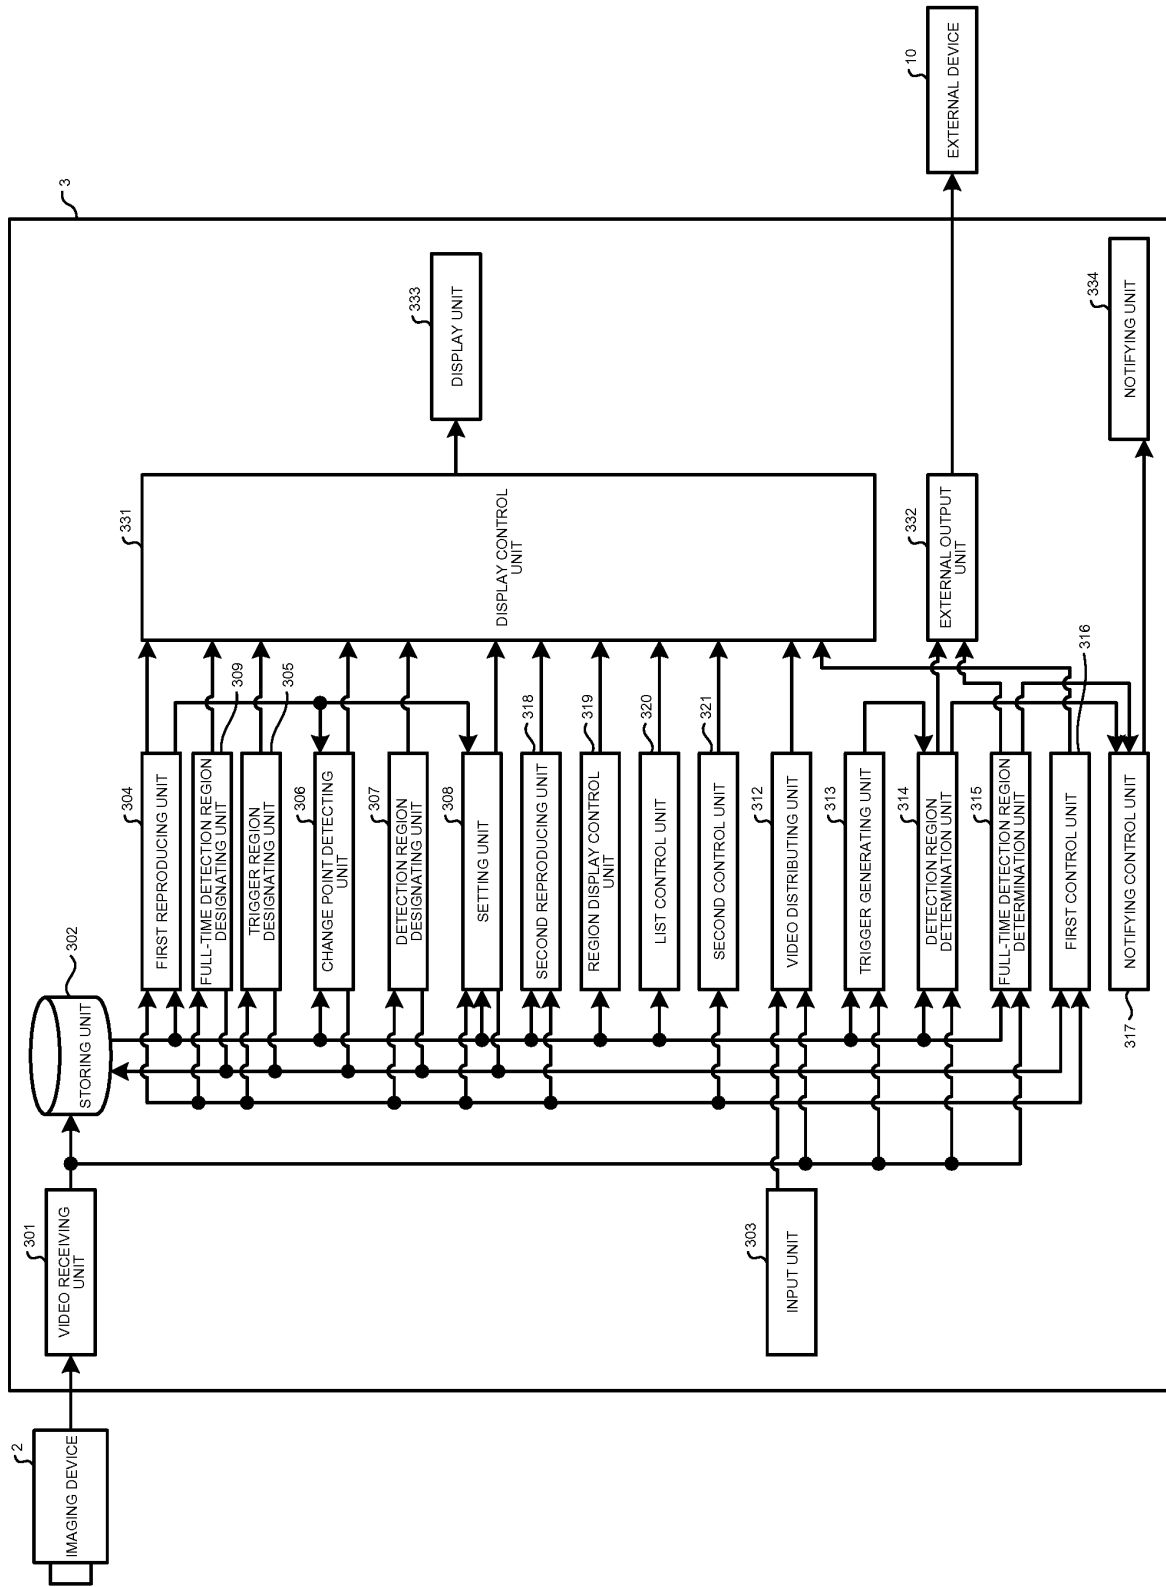 2
IMAGING DEVICE
3
301
VIDEO RECEIVING
UNIT
302
STORING UNIT
303
INPUT UNIT
304
FIRST REPRODUCING UNIT
309
FULL-TIME DETECTION REGION
DESIGNATING UNIT
305
TRIGGER REGION
DESIGNATING UNIT
306
CHANGE POINT DETECTING
UNIT
307
DETECTION REGION
DESIGNATING UNIT
308
SETTING UNIT
318
SECOND REPRODUCING UNIT
319
REGION DISPLAY CONTROL
UNIT
320
LIST CONTROL UNIT
321
SECOND CONTROL UNIT
312
VIDEO DISTRIBUTING UNIT
313
TRIGGER GENERATING UNIT
314
DETECTION REGION
DETERMINATION UNIT
315
FULL-TIME DETECTION REGION
DETERMINATION UNIT
316
FIRST CONTROL UNIT
317
NOTIFYING CONTROL UNIT
331
DISPLAY CONTROL
UNIT
332
EXTERNAL OUTPUT
UNIT
333
DISPLAY UNIT
334
NOTIFYING UNIT
10
EXTERNAL DEVICE